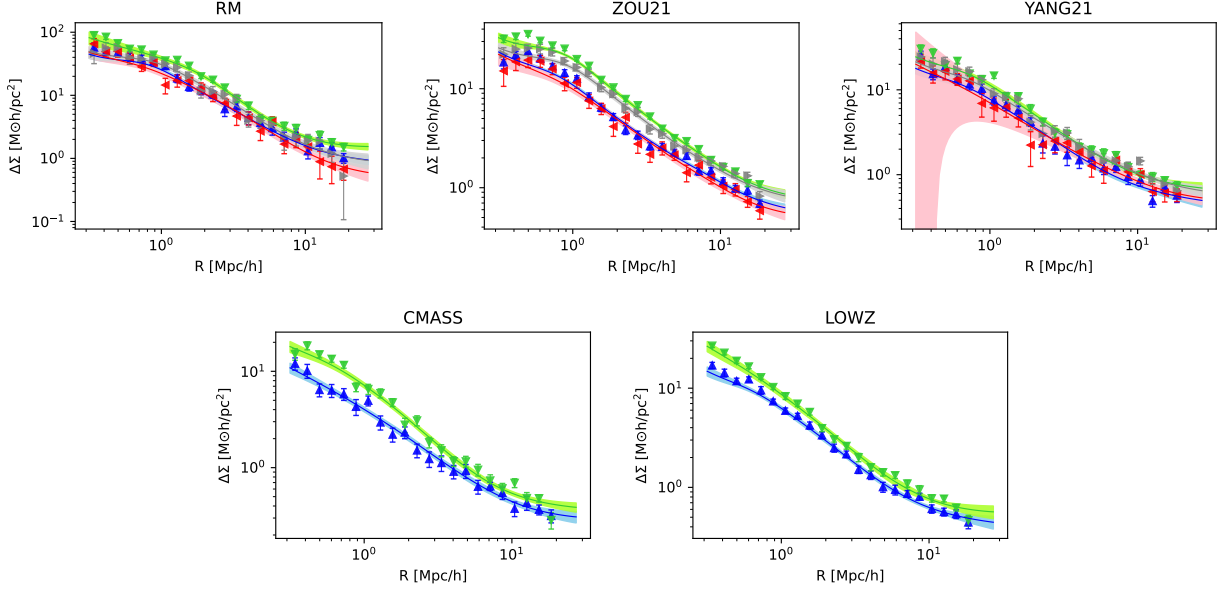 RM
ZOU21
YANG21
ΔΣ [M⊙h/pc²]
10²
10¹
10⁰
10⁻¹
10⁰
10¹
R [Mpc/h]
ΔΣ [M⊙h/pc²]
10¹
10⁰
10⁰
10¹
R [Mpc/h]
ΔΣ [M⊙h/pc²]
10¹
10⁰
10⁰
10¹
R [Mpc/h]
CMASS
LOWZ
ΔΣ [M⊙h/pc²]
10¹
10⁰
10⁰
10¹
R [Mpc/h]
ΔΣ [M⊙h/pc²]
10¹
10⁰
10⁰
10¹
R [Mpc/h]